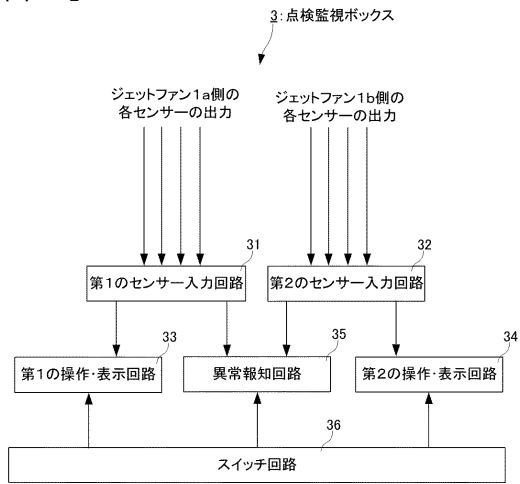 3:点検監視ボックス
ジェットファン1a側の
各センサーの出力
ジェットファン1b側の
各センサーの出力
31
第1のセンサー入力回路
32
第2のセンサー入力回路
33
第1の操作・表示回路
35
異常報知回路
34
第2の操作・表示回路
36
スイッチ回路